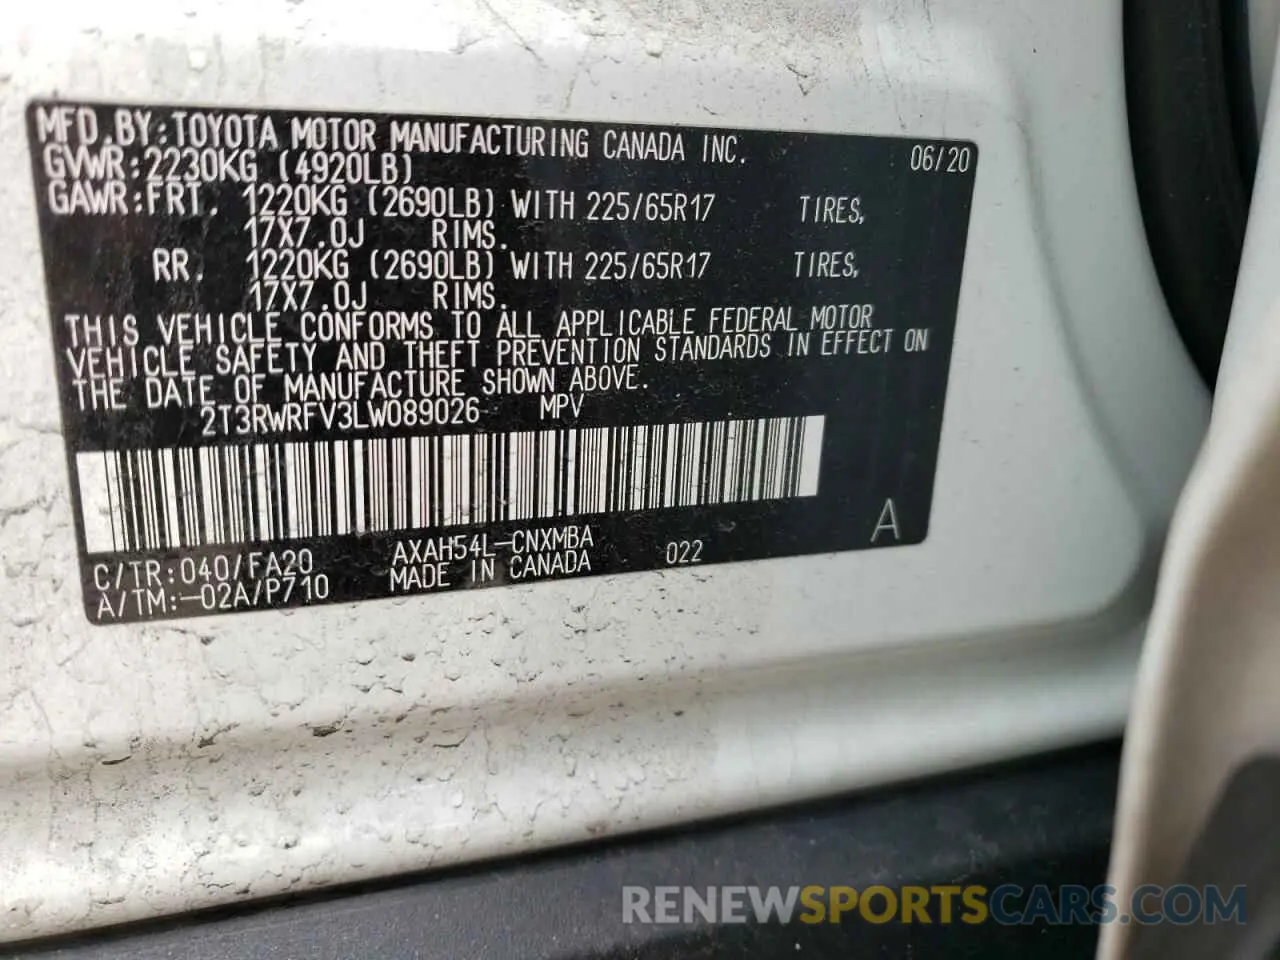 MFD.BY:TOYOTA MOTOR MANUFACTURING CANADA INC. 06/20
GVWR:2230KG (4920LB)
GAWR:FRT. 1220KG (2690LB) WITH 225/65R17 TIRES,
17X7.0J RIMS.
RR. 1220KG (2690LB) WITH 225/65R17 TIRES,
17X7.0J RIMS.
THIS VEHICLE CONFORMS TO ALL APPLICABLE FEDERAL MOTOR
VEHICLE SAFETY AND THEFT PREVENTION STANDARDS IN EFFECT ON
THE DATE OF MANUFACTURE SHOWN ABOVE.
2T3RWRFV3LW089026 MPV
A
C/TR:040/FA20 AXAH54L-CNXMBA 022
A/TM:-02A/P710 MADE IN CANADA
RENEWSPORTSCARS.COM